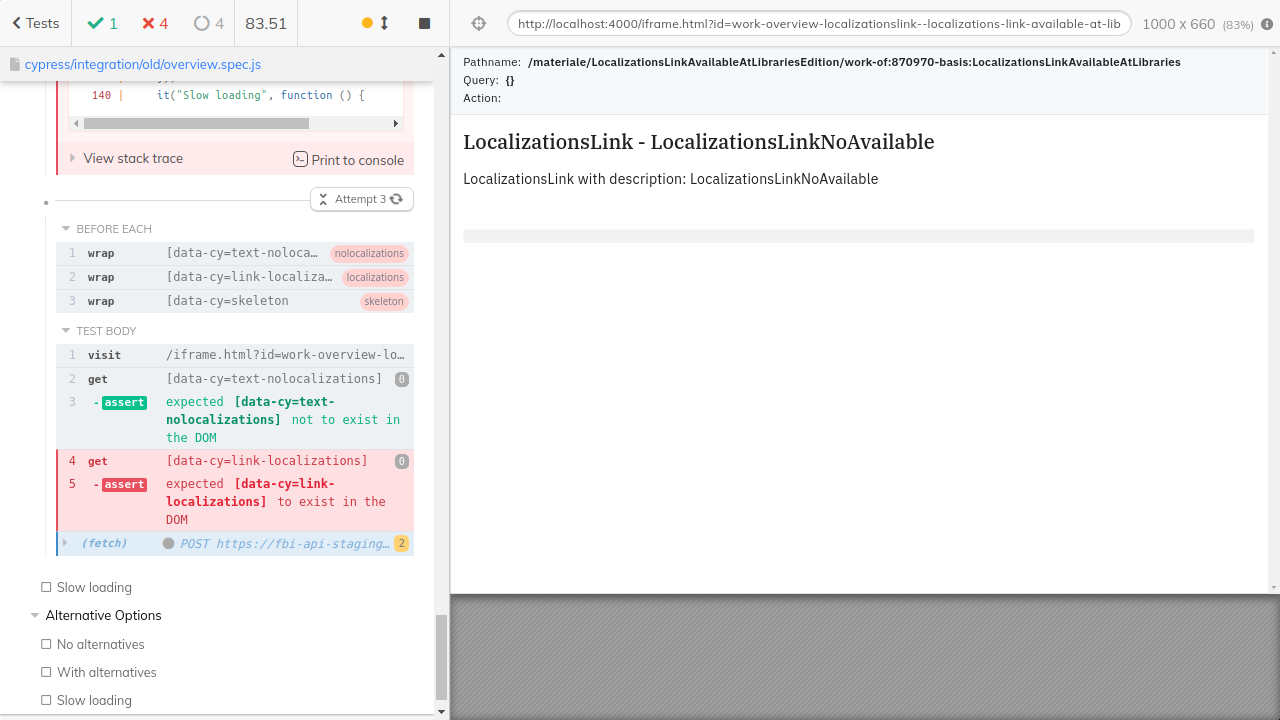 Tests
1
4
4
83.51
http://localhost:4000/iframe.html?id=work-overview-localizationslink--localizations-link-available-at-lib
1000 x 660 (83%)
cypress/integration/old/overview.spec.js
140 | it("Slow loading", function () {
View stack trace
Print to console
Attempt 3
BEFORE EACH
1 wrap [data-cy=text-noloca… nolocalizations
2 wrap [data-cy=link-localiza… localizations
3 wrap [data-cy=skeleton skeleton
TEST BODY
1 visit /iframe.html?id=work-overview-lo…
2 get [data-cy=text-nolocalizations] 0
3 -assert expected [data-cy=text-
nolocalizations] not to exist in
the DOM
4 get [data-cy=link-localizations] 0
5 -assert expected [data-cy=link-
localizations] to exist in the
DOM
(fetch) POST https://fbi-api-staging… 2
Slow loading
Alternative Options
No alternatives
With alternatives
Slow loading
Pathname: /materiale/LocalizationsLinkAvailableAtLibrariesEdition/work-of:870970-basis:LocalizationsLinkAvailableAtLibraries
Query: {}
Action:
LocalizationsLink - LocalizationsLinkNoAvailable
LocalizationsLink with description: LocalizationsLinkNoAvailable